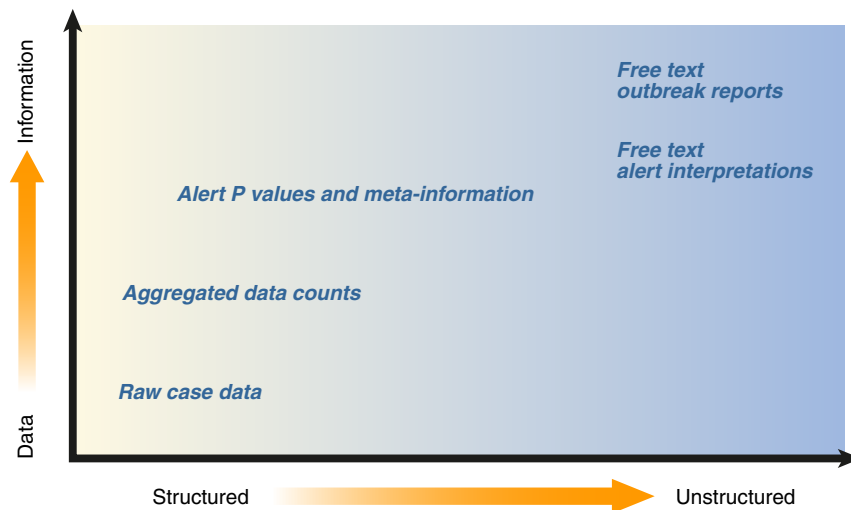 Information
Free text
outbreak reports
Free text
alert interpretations
Alert P values and meta-information
Aggregated data counts
Raw case data
Data
Structured
Unstructured